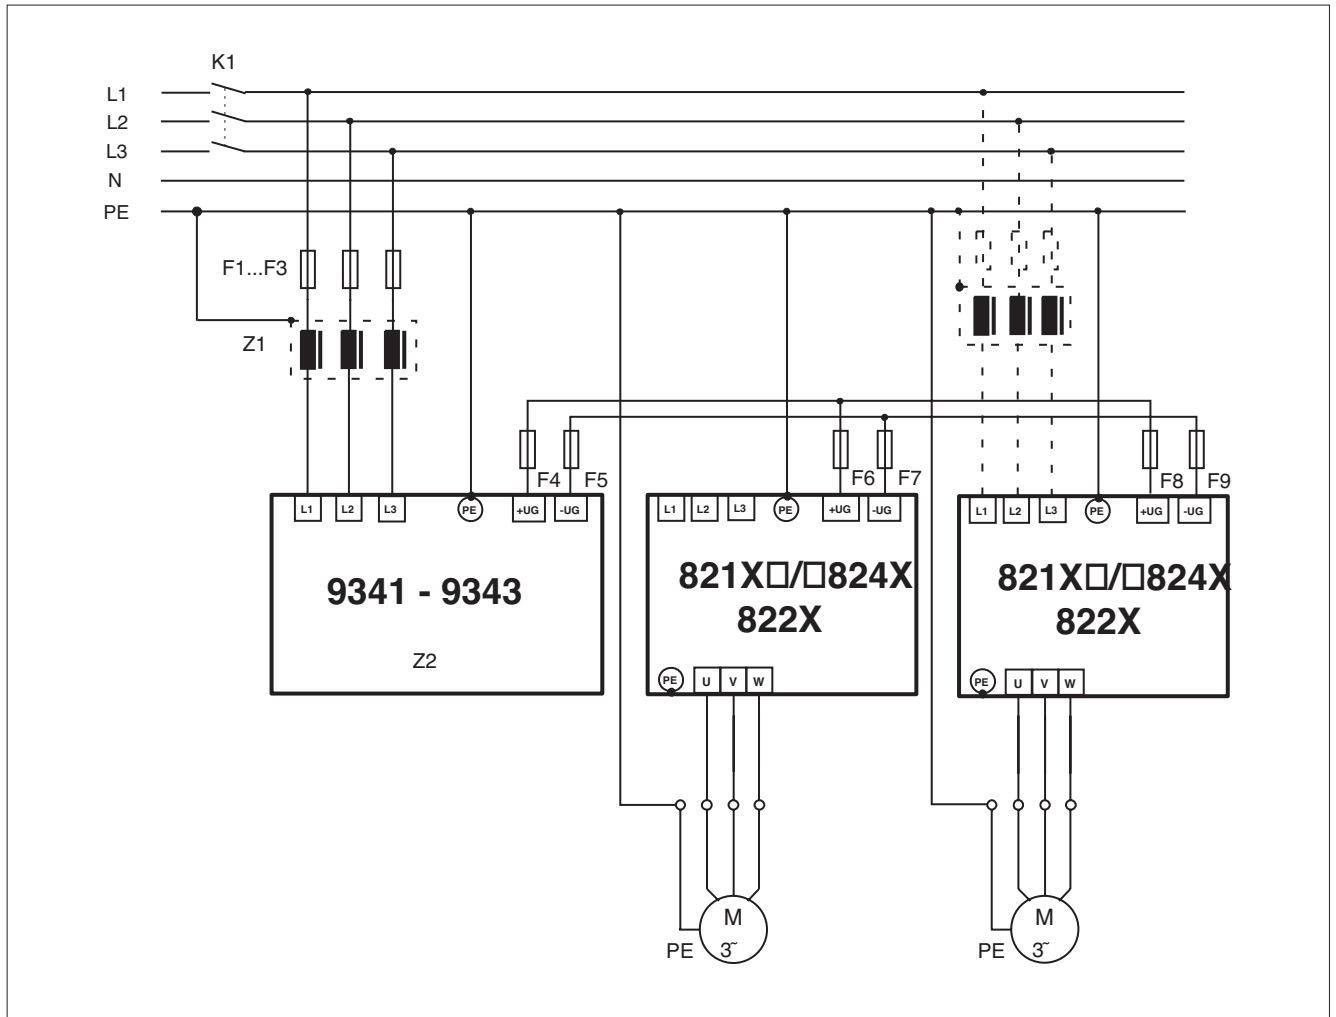 K1
L1
L2
L3
N
PE
F1...F3
Z1
F4 F5 F6 F7 F8 F9
L1 L2 L3 PE +UG -UG
L1 L2 L3 PE +UG -UG
L1 L2 L3 PE +UG -UG
9341 - 9343
Z2
821X□/□824X
822X
821X□/□824X
822X
PE U V W
PE U V W
M
3~
PE
M
3~
PE